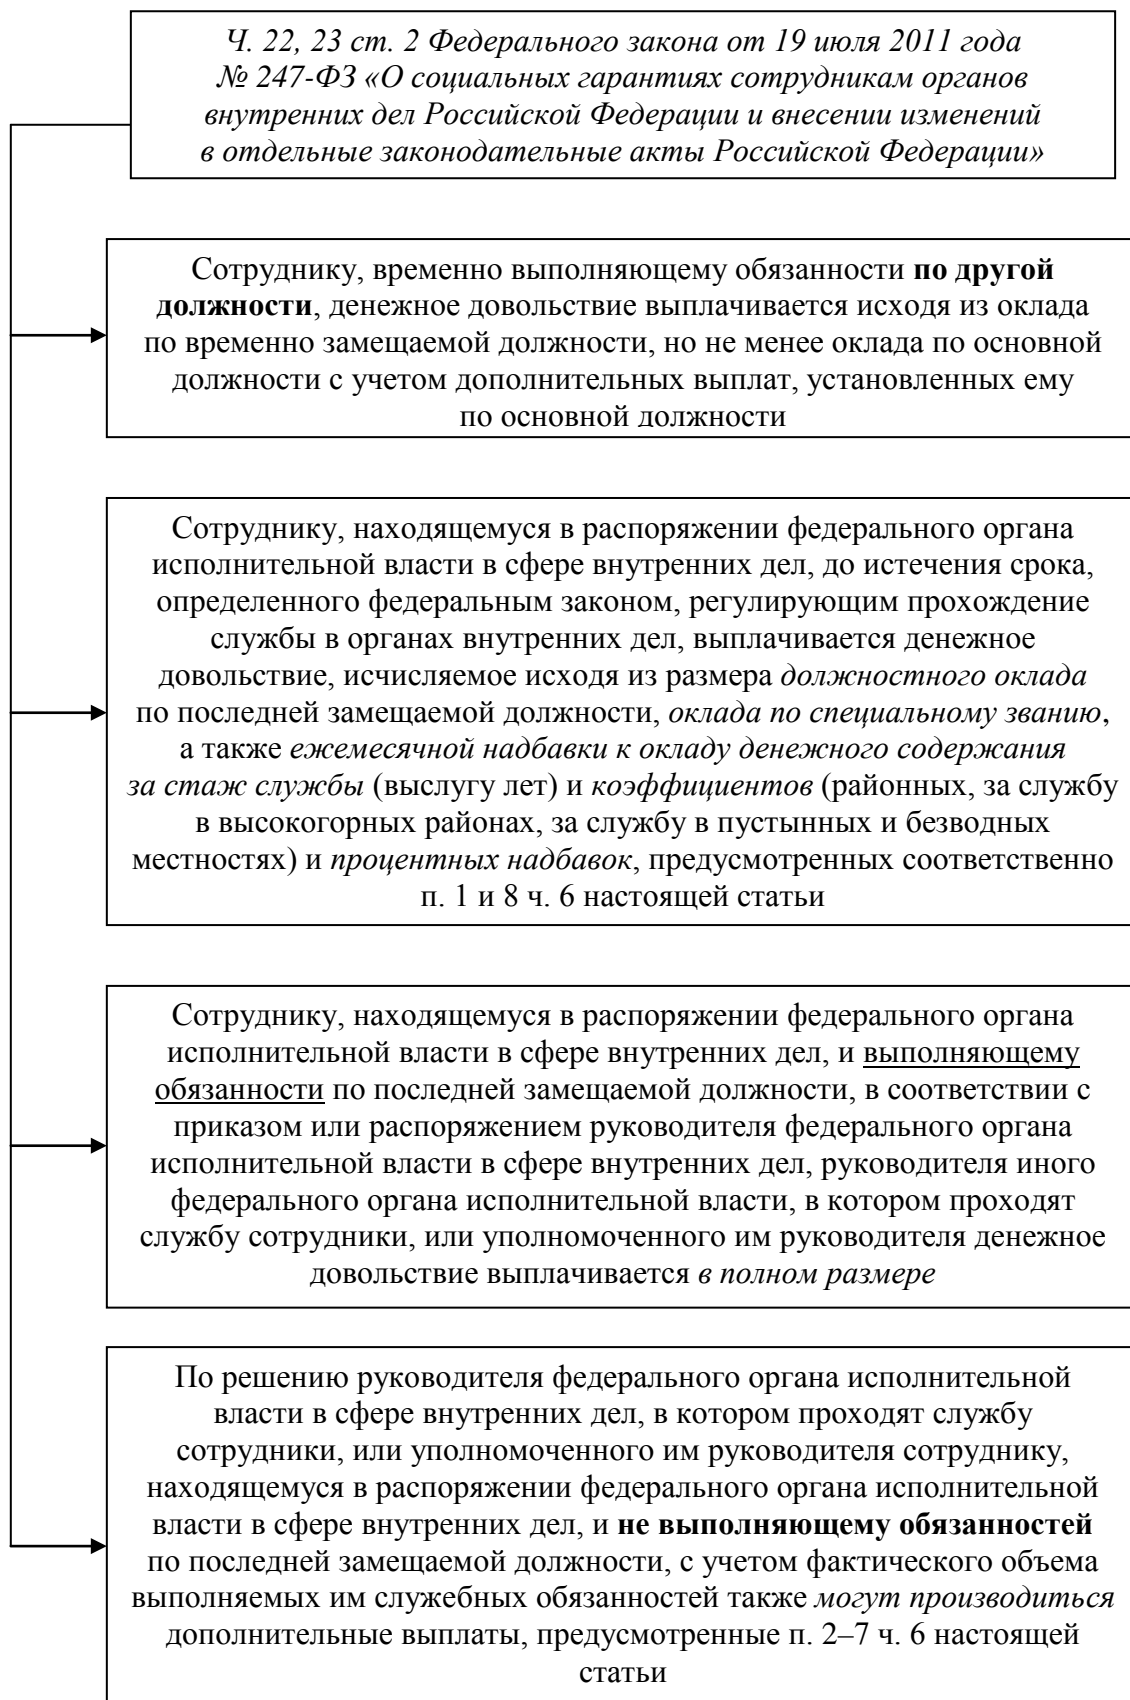 Ч. 22, 23 ст. 2 Федерального закона от 19 июля 2011 года
№ 247-ФЗ «О социальных гарантиях сотрудникам органов
внутренних дел Российской Федерации и внесении изменений
в отдельные законодательные акты Российской Федерации»
Сотруднику, временно выполняющему обязанности по другой
должности, денежное довольствие выплачивается исходя из оклада
по временно замещаемой должности, но не менее оклада по основной
должности с учетом дополнительных выплат, установленных ему
по основной должности
Сотруднику, находящемуся в распоряжении федерального органа
исполнительной власти в сфере внутренних дел, до истечения срока,
определенного федеральным законом, регулирующим прохождение
службы в органах внутренних дел, выплачивается денежное
довольствие, исчисляемое исходя из размера должностного оклада
по последней замещаемой должности, оклада по специальному званию,
а также ежемесячной надбавки к окладу денежного содержания
за стаж службы (выслугу лет) и коэффициентов (районных, за службу
в высокогорных районах, за службу в пустынных и безводных
местностях) и процентных надбавок, предусмотренных соответственно
п. 1 и 8 ч. 6 настоящей статьи
Сотруднику, находящемуся в распоряжении федерального органа
исполнительной власти в сфере внутренних дел, и выполняющему
обязанности по последней замещаемой должности, в соответствии с
приказом или распоряжением руководителя федерального органа
исполнительной власти в сфере внутренних дел, руководителя иного
федерального органа исполнительной власти, в котором проходят
службу сотрудники, или уполномоченного им руководителя денежное
довольствие выплачивается в полном размере
По решению руководителя федерального органа исполнительной
власти в сфере внутренних дел, в котором проходят службу
сотрудники, или уполномоченного им руководителя сотруднику,
находящемуся в распоряжении федерального органа исполнительной
власти в сфере внутренних дел, и не выполняющему обязанностей
по последней замещаемой должности, с учетом фактического объема
выполняемых им служебных обязанностей также могут производиться
дополнительные выплаты, предусмотренные п. 2–7 ч. 6 настоящей
статьи